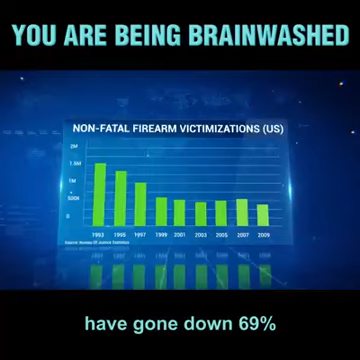 YOU ARE BEING BRAINWASHED
NON-FATAL FIREARM VICTIMIZATIONS (US)
2M
1.5M
1M
500K
0
1993 1995 1997 1999 2001 2003 2005 2007 2009
Source: Bureau Of Justice Statistics
have gone down 69%